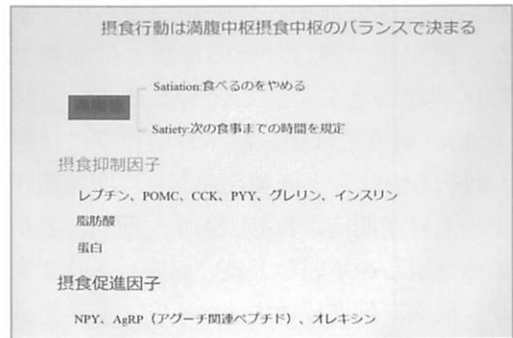 摂食行動は満腹中枢摂食中枢のバランスで決まる
Satiation:食べるのをやめる
Satiety:次の食事までの時間を規定
摂食抑制因子
レプチン、POMC、CCK、PYY、グレリン、インスリン
脂肪酸
蛋白
摂食促進因子
NPY、AgRP（アグーチ関連ペプチド）、オレキシン